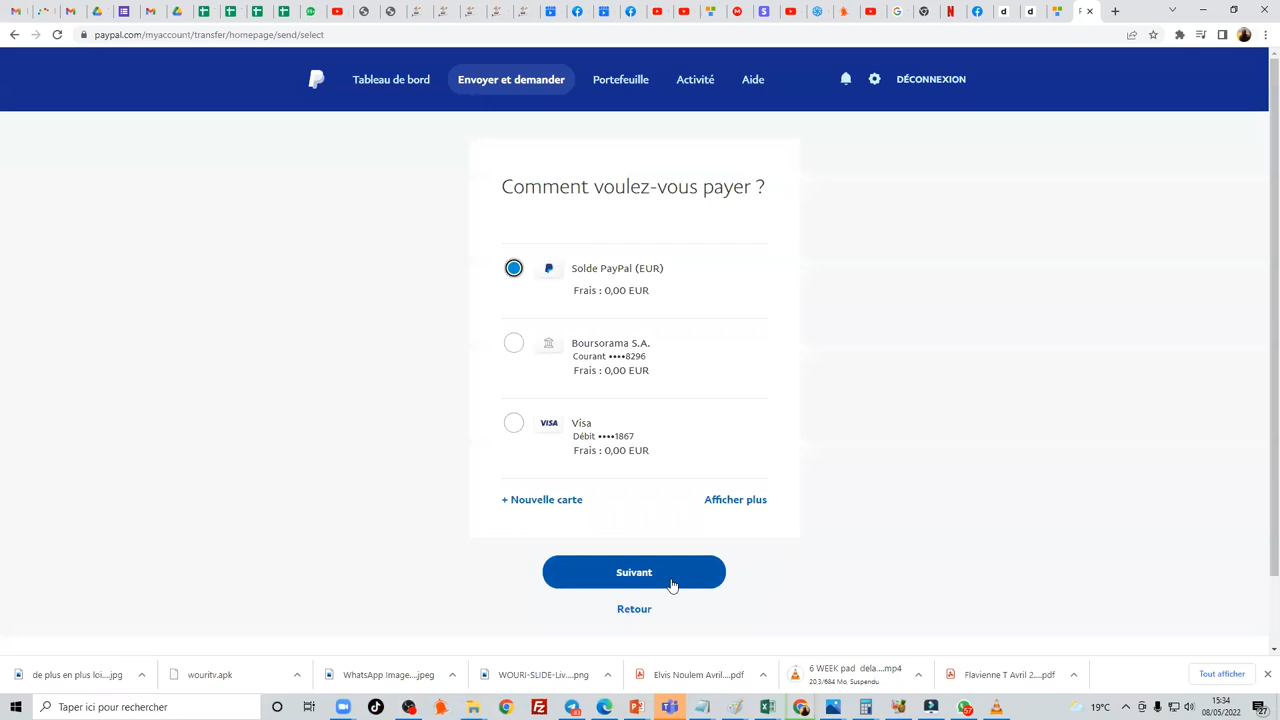 paypal.com/myaccount/transfer/homepage/send/select
Tableau de bord
Envoyer et demander
Portefeuille
Activité
Aide
DÉCONNEXION
Comment voulez-vous payer ?
Solde PayPal (EUR)
Frais : 0,00 EUR
Boursorama S.A.
Courant ••••8296
Frais : 0,00 EUR
VISA
Visa
Débit ••••1867
Frais : 0,00 EUR
+ Nouvelle carte
Afficher plus
Suivant
Retour
de plus en plus loi....jpg
wouritv.apk
WhatsApp Image....jpeg
WOURI-SLIDE-Liv....png
Elvis Noulem Avril....pdf
6 WEEK pad dela....mp4
20,3/684 Mo, Suspendu
Flavienne T Avril 2....pdf
Tout afficher
Taper ici pour rechercher
19°C
15:34
08/05/2022